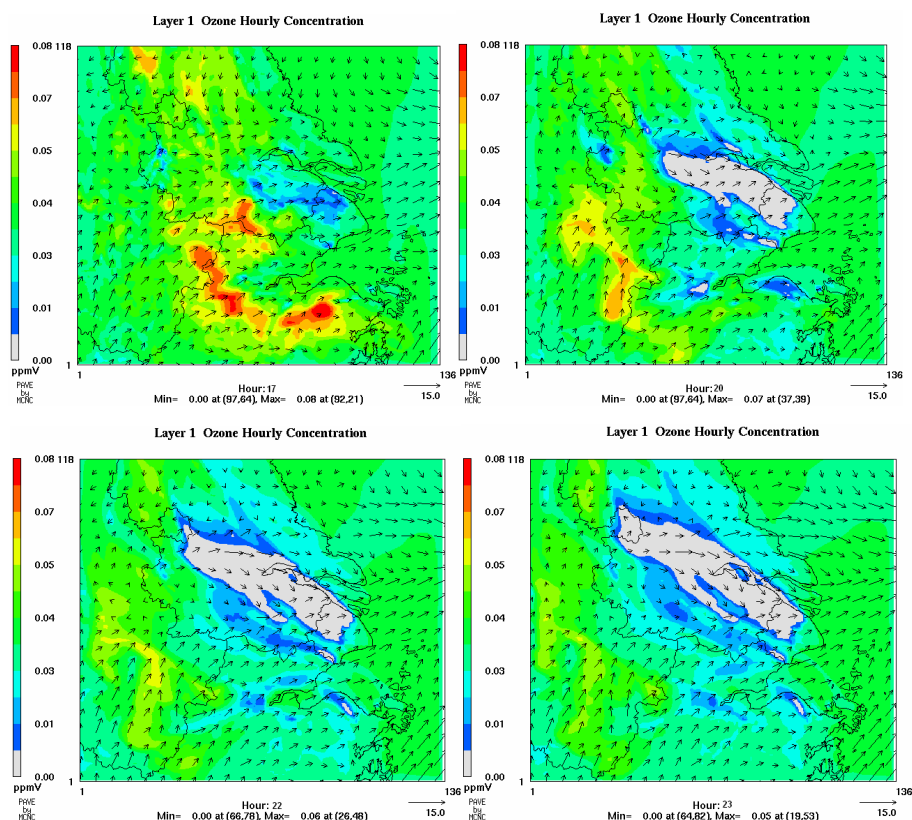 Layer 1 Ozone Hourly Concentration
0.08 118
0.07
0.05
0.04
0.03
0.01
0.00
ppmV
1
1
136
PAVE
by
MCNC
Hour: 17
Min= 0.00 at (97,64), Max= 0.08 at (92,21)
15.0
Layer 1 Ozone Hourly Concentration
0.08 118
0.07
0.05
0.04
0.03
0.01
0.00
ppmV
1
1
136
PAVE
by
MCNC
Hour: 20
Min= 0.00 at (97,64), Max= 0.07 at (37,39)
15.0
Layer 1 Ozone Hourly Concentration
0.08 118
0.07
0.05
0.04
0.03
0.01
0.00
ppmV
1
1
136
PAVE
by
MCNC
Hour: 22
Min= 0.00 at (66,78), Max= 0.06 at (26,48)
15.0
Layer 1 Ozone Hourly Concentration
0.08 118
0.07
0.05
0.04
0.03
0.01
0.00
ppmV
1
1
136
PAVE
by
MCNC
Hour: 23
Min= 0.00 at (64,82), Max= 0.05 at (19,53)
15.0